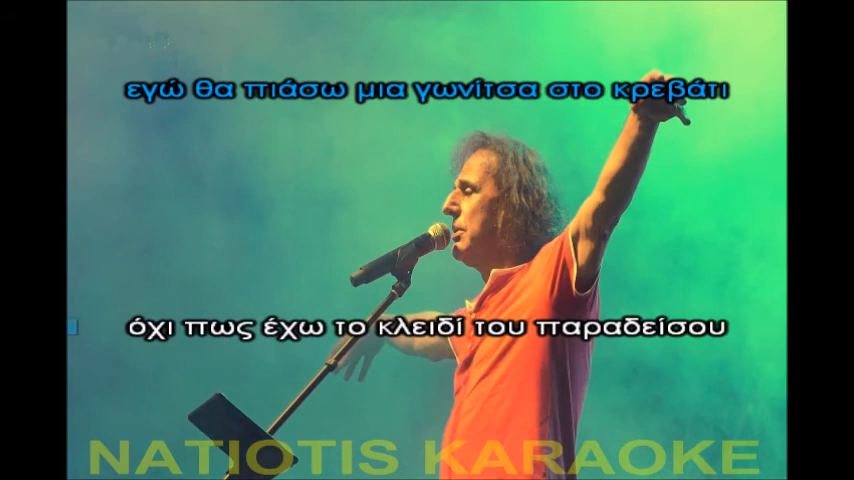 εγώ θα πιάσω μια γωνίτσα στο κρεβάτι
όχι πως έχω το κλειδί του παραδείσου
NATIOTIS KARAOKE